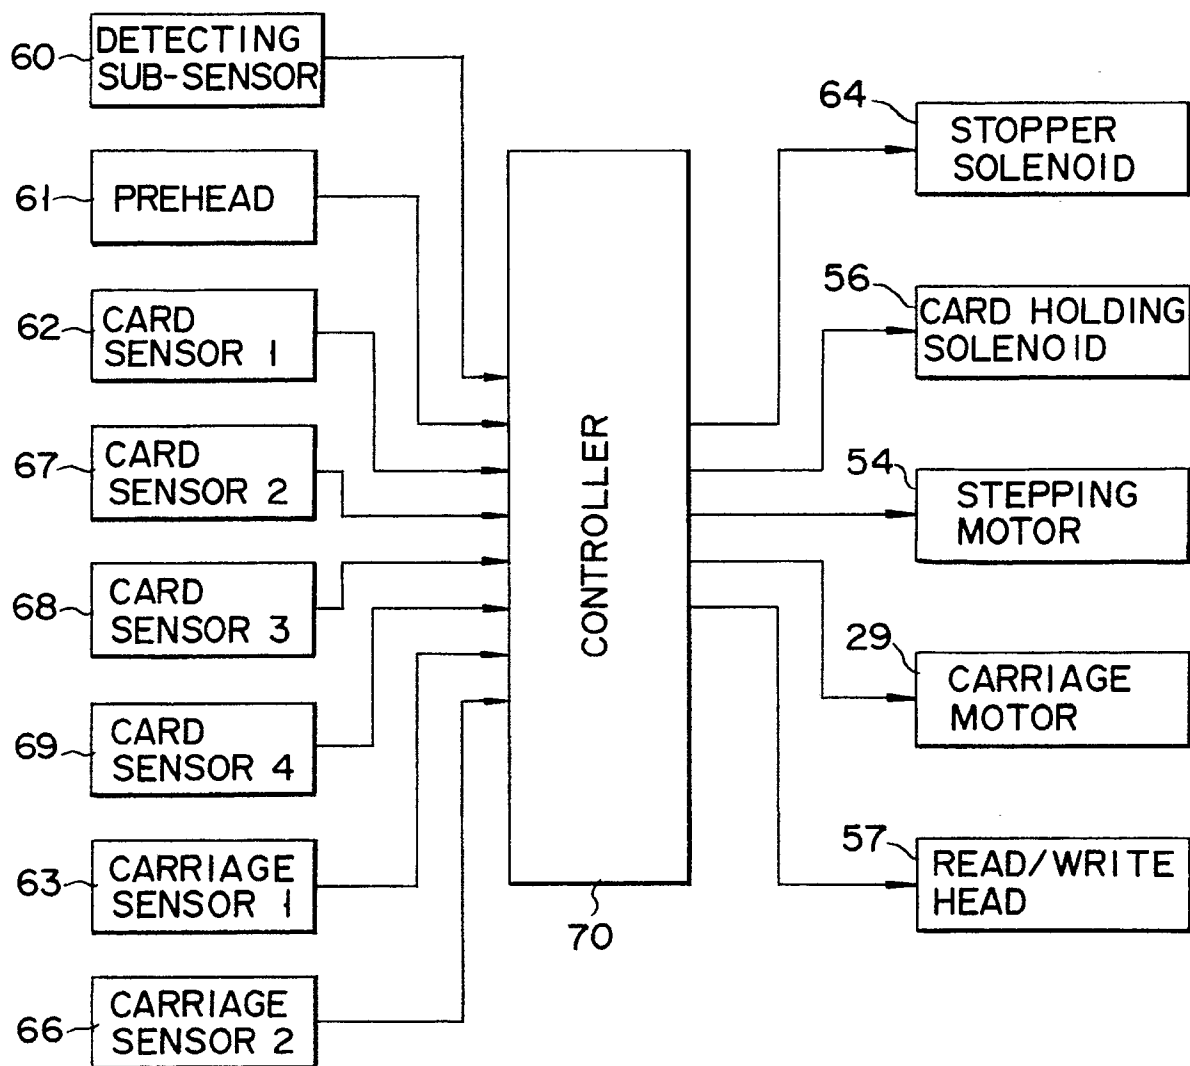 60
DETECTING
SUB-SENSOR
61
PREHEAD
62
CARD
SENSOR 1
67
CARD
SENSOR 2
68
CARD
SENSOR 3
69
CARD
SENSOR 4
63
CARRIAGE
SENSOR 1
66
CARRIAGE
SENSOR 2
CONTROLLER
70
64
STOPPER
SOLENOID
56
CARD HOLDING
SOLENOID
54
STEPPING
MOTOR
29
CARRIAGE
MOTOR
57
READ/WRITE
HEAD